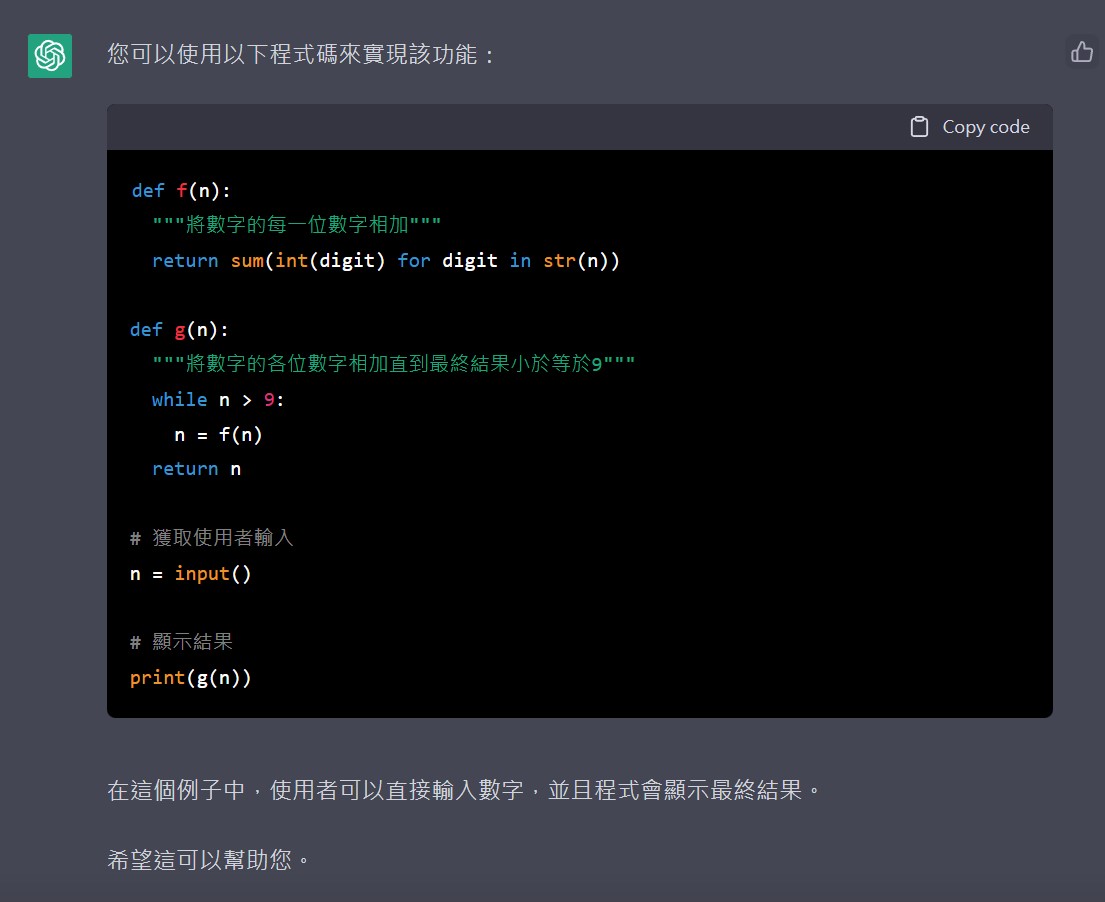 您可以使用以下程式碼來實現該功能：
Copy code
def f(n):
  """將數字的每一位數字相加"""
  return sum(int(digit) for digit in str(n))
def g(n):
  """將數字的各位數字相加直到最終結果小於等於9"""
  while n > 9:
    n = f(n)
  return n
# 獲取使用者輸入
n = input()
# 顯示結果
print(g(n))
在這個例子中，使用者可以直接輸入數字，並且程式會顯示最終結果。
希望這可以幫助您。